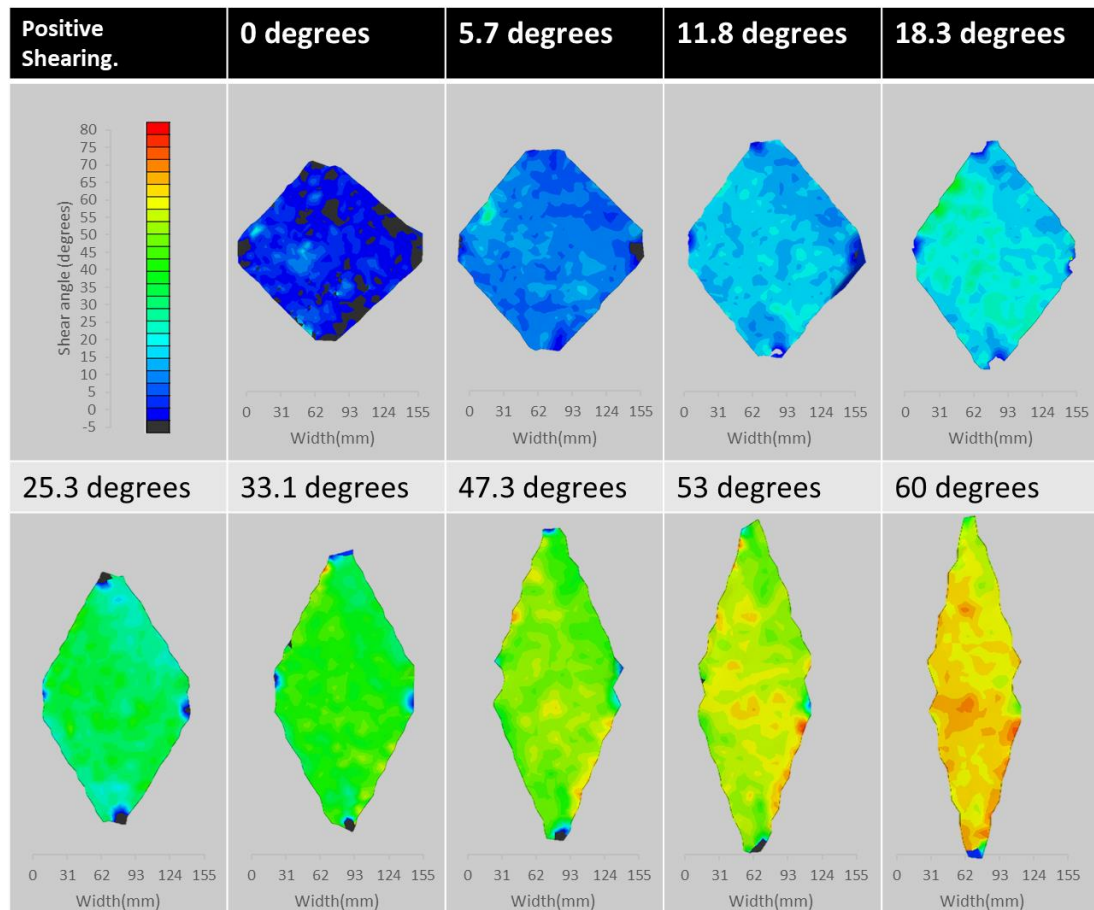 Positive
Shearing.
0 degrees
5.7 degrees
11.8 degrees
18.3 degrees
Shear angle (degrees)
80
75
70
65
60
55
50
45
40
35
30
25
20
15
10
5
0
-5
0 31 62 93 124 155
Width(mm)
0 31 62 93 124 155
Width(mm)
0 31 62 93 124 155
Width(mm)
0 31 62 93 124 155
Width(mm)
25.3 degrees
33.1 degrees
47.3 degrees
53 degrees
60 degrees
0 31 62 93 124 155
Width(mm)
0 31 62 93 124 155
Width(mm)
0 31 62 93 124 155
Width(mm)
0 31 62 93 124 155
Width(mm)
0 31 62 93 124 155
Width(mm)